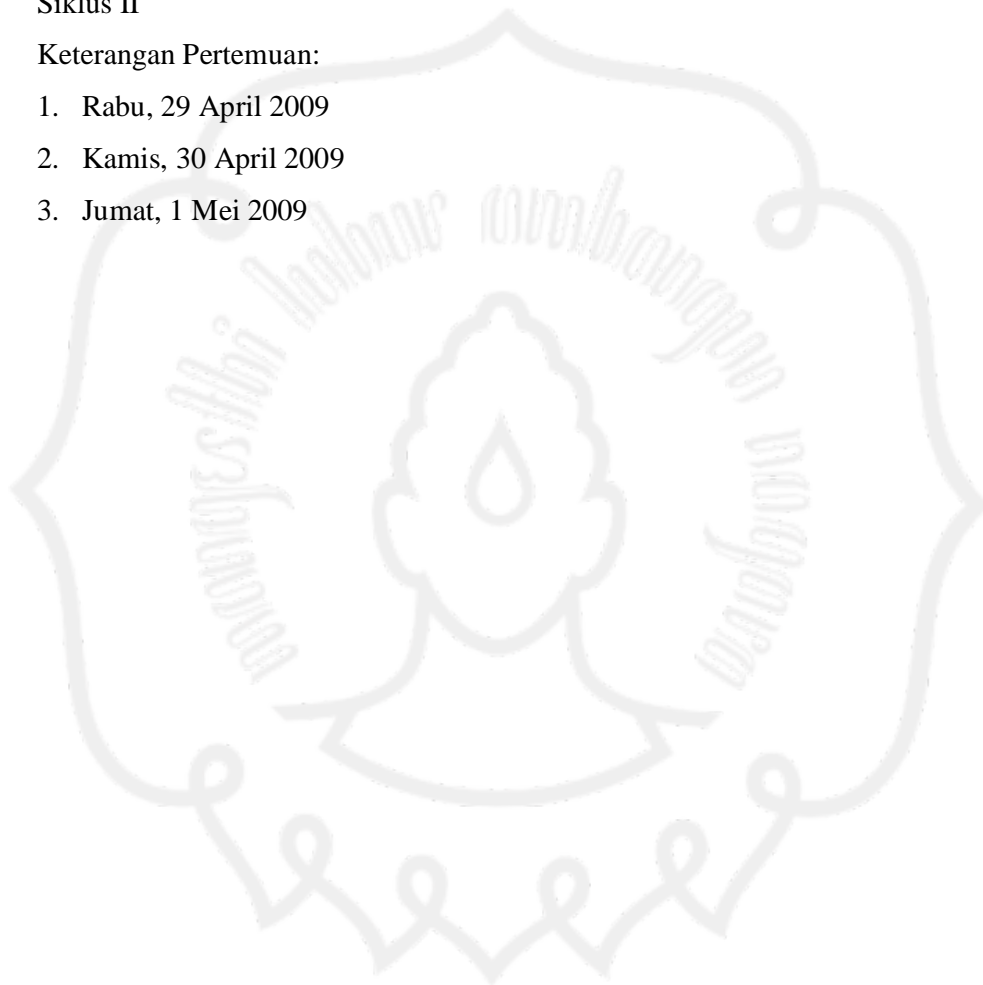 Siklus II
Keterangan Pertemuan:
1. Rabu, 29 April 2009
2. Kamis, 30 April 2009
3. Jumat, 1 Mei 2009